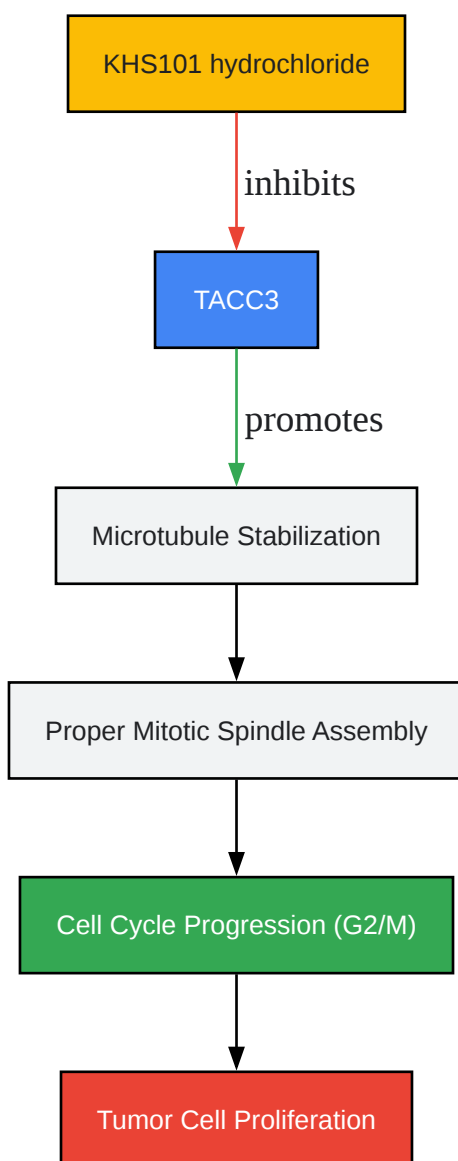 KHS101 hydrochloride
inhibits
TACC3
promotes
Microtubule Stabilization
Proper Mitotic Spindle Assembly
Cell Cycle Progression (G2/M)
Tumor Cell Proliferation